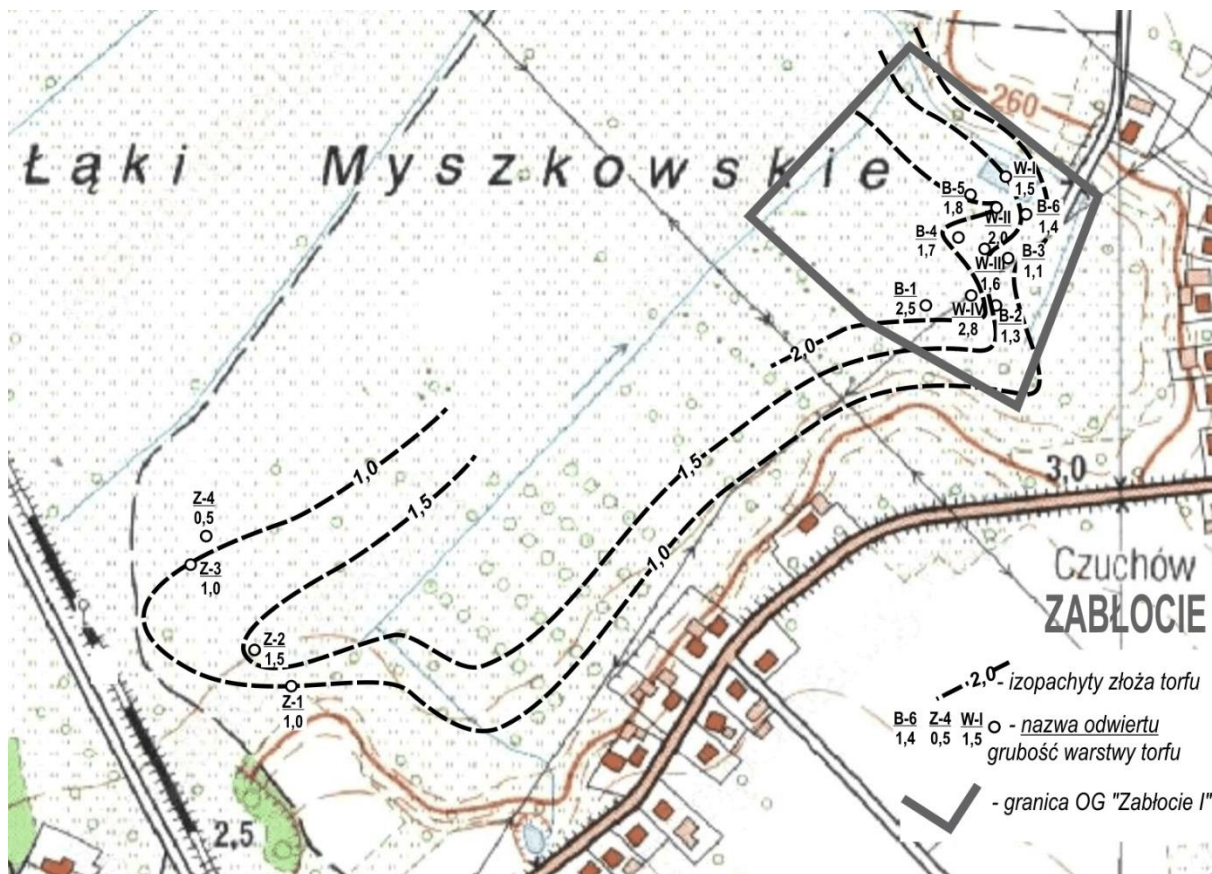 260
Łąki Myszkowskie
W-I
1,5
B-5
1,8
B-6
1,4
W-II
2,0
B-4
1,7
B-3
1,1
W-III
1,6
B-1
2,5
W-IV
2,8
B-2
1,3
2,0
1,5
1,0
1,0
1,5
3,0
Z-4
0,5
Z-3
1,0
Z-2
1,5
Z-1
1,0
2,5
Czuchów
ZABŁOCIE
2,0 - izopachyty złoża torfu
B-6 Z-4 W-I - nazwa odwiertu
1,4 0,5 1,5 grubość warstwy torfu
- granica OG "Zabłocie I"